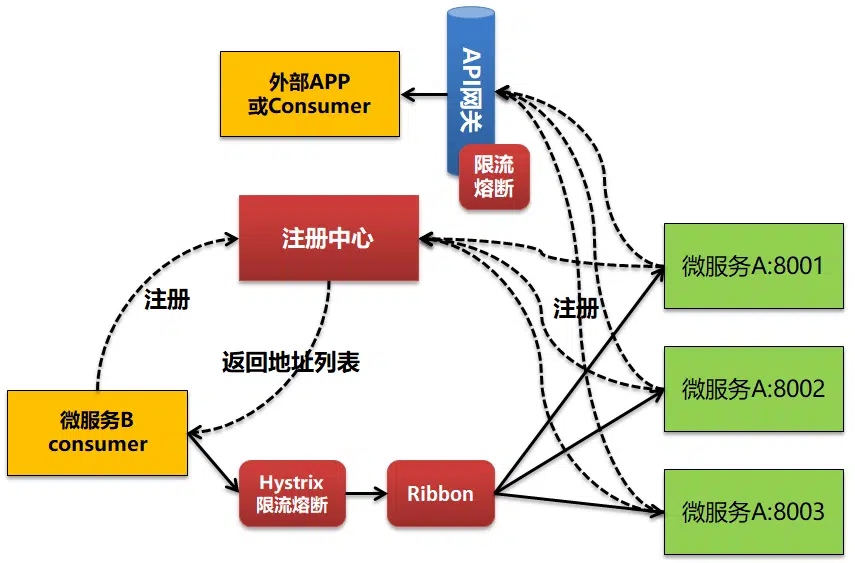 API网关
外部APP
或Consumer
限流
熔断
注册中心
微服务A:8001
注册
注册
返回地址列表
微服务A:8002
微服务B
consumer
Hystrix
限流熔断
Ribbon
微服务A:8003